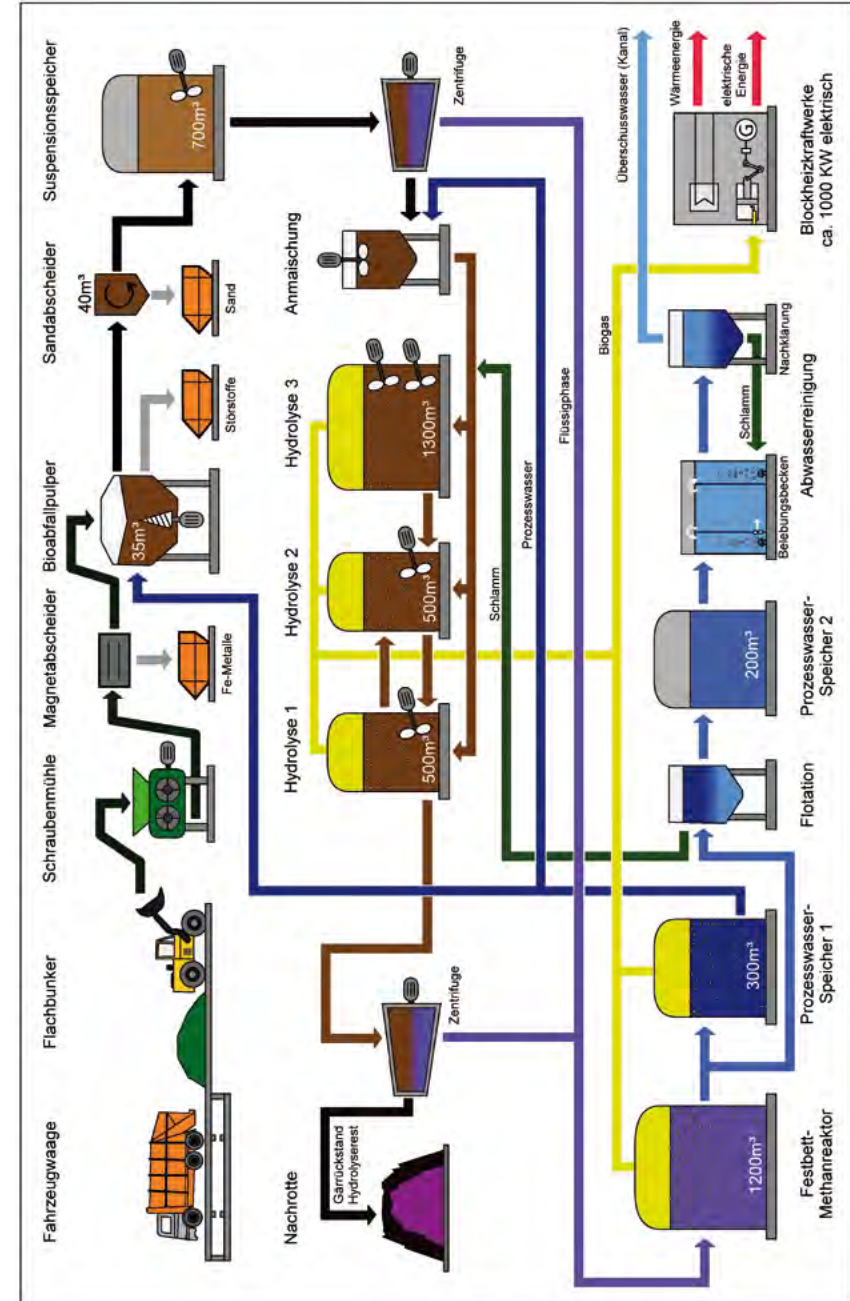 Fahrzeugwaage
Flachbunker
Schraubenmühle
Magnetabscheider
Bioabfallpulper
Sandabscheider
Suspensionsspeicher
35m³
40m³
700m³
Fe-Metalle
Störstoffe
Sand
Nachrotte
Gärrückstand
Hydrolyserest
Zentrifuge
Hydrolyse 1
Hydrolyse 2
Hydrolyse 3
Anmaischung
Zentrifuge
500m³
500m³
1300m³
Schlamm
Prozesswasser
Flüssigphase
Biogas
Überschusswasser (Kanal)
Wärmeenergie
elektrische
Energie
G
1200m³
300m³
200m³
Schlamm
Belebungsbecken
Nachklärung
Festbett-
Methanreaktor
Prozesswasser-
Speicher 1
Flotation
Prozesswasser-
Speicher 2
Abwasserreinigung
Blockheizkraftwerke
ca. 1000 KW elektrisch